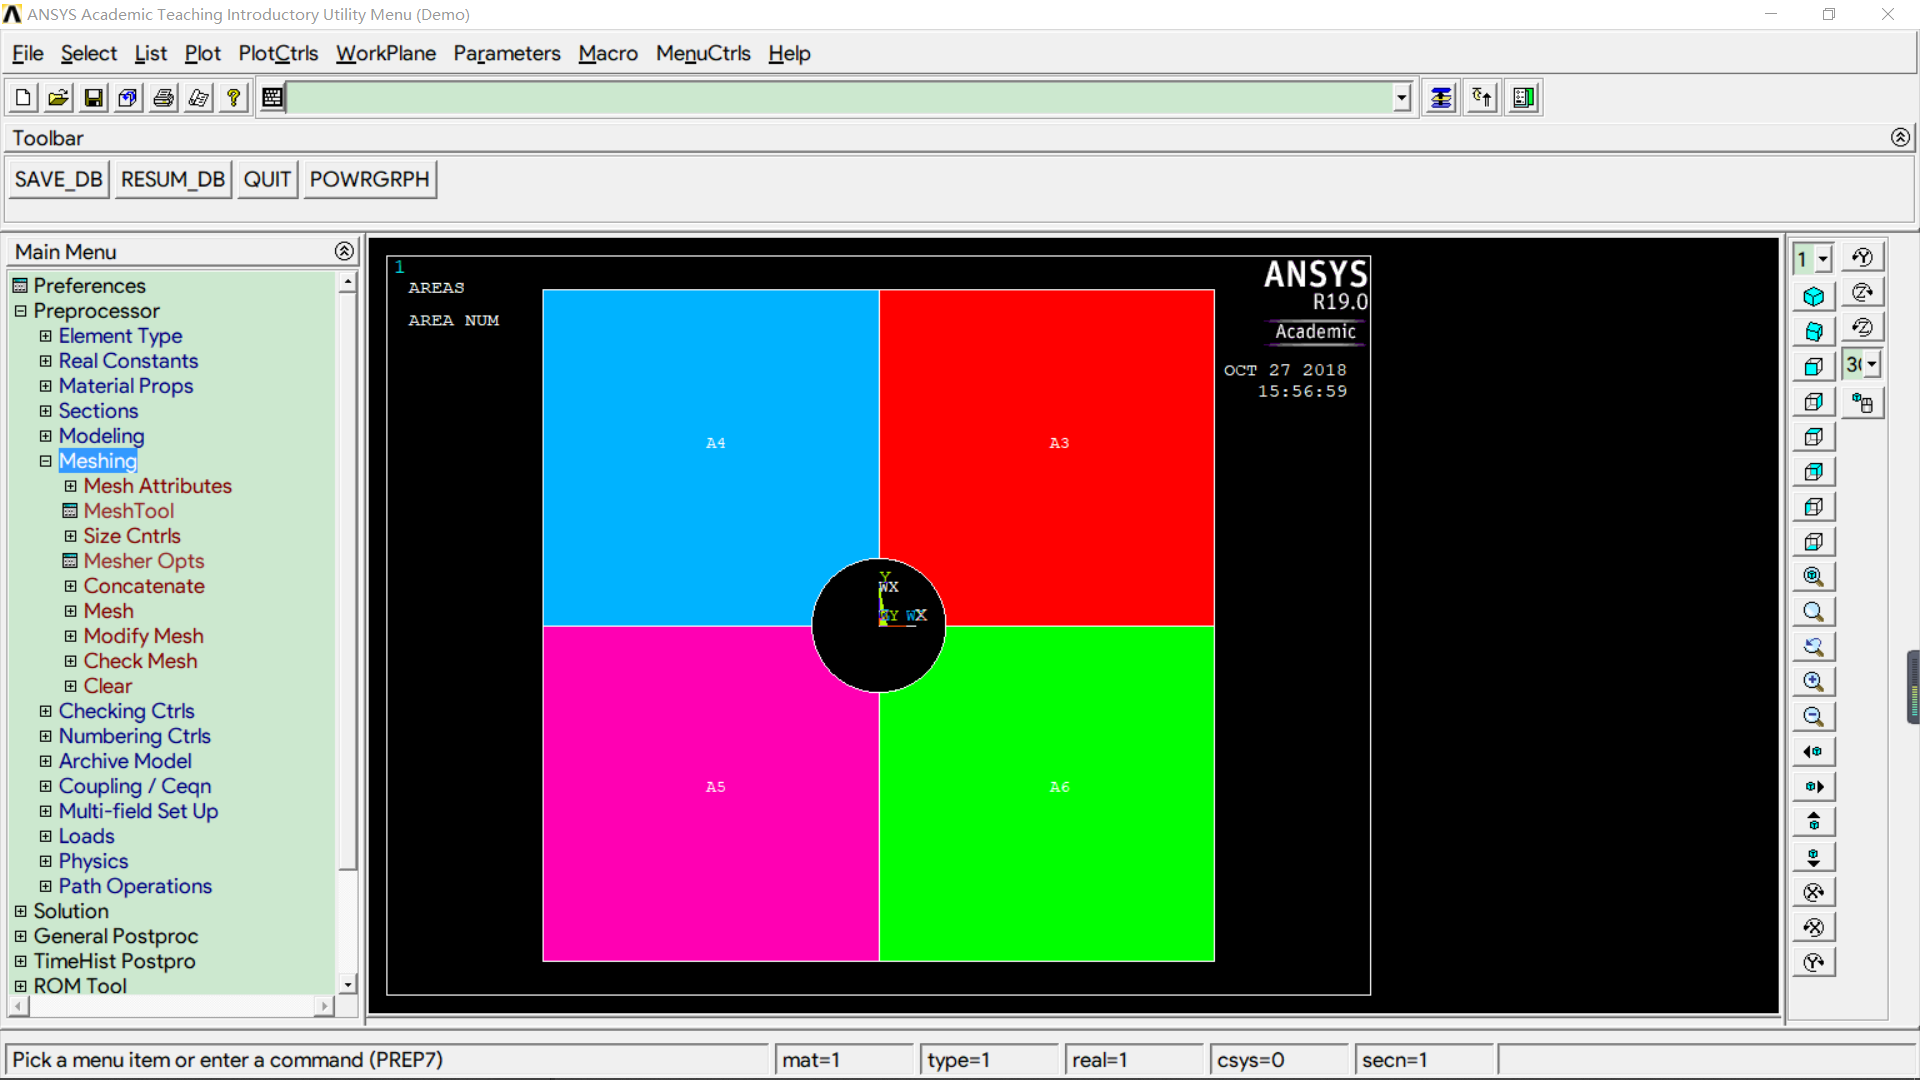 ANSYS Academic Teaching Introductory Utility Menu (Demo)
File Select List Plot PlotCtrls WorkPlane Parameters Macro MenuCtrls Help
Toolbar
SAVE_DB RESUM_DB QUIT POWRGRPH
Main Menu
Preferences
Preprocessor
Element Type
Real Constants
Material Props
Sections
Modeling
Meshing
Mesh Attributes
MeshTool
Size Cntrls
Mesher Opts
Concatenate
Mesh
Modify Mesh
Check Mesh
Clear
Checking Ctrls
Numbering Ctrls
Archive Model
Coupling / Ceqn
Multi-field Set Up
Loads
Physics
Path Operations
Solution
General Postproc
TimeHist Postpro
ROM Tool
1
AREAS
AREA NUM
ANSYS
R19.0
Academic
OCT 27 2018
15:56:59
A4
A3
Y
WX
Y WX
A5
A6
1
Pick a menu item or enter a command (PREP7)
mat=1
type=1
real=1
csys=0
secn=1